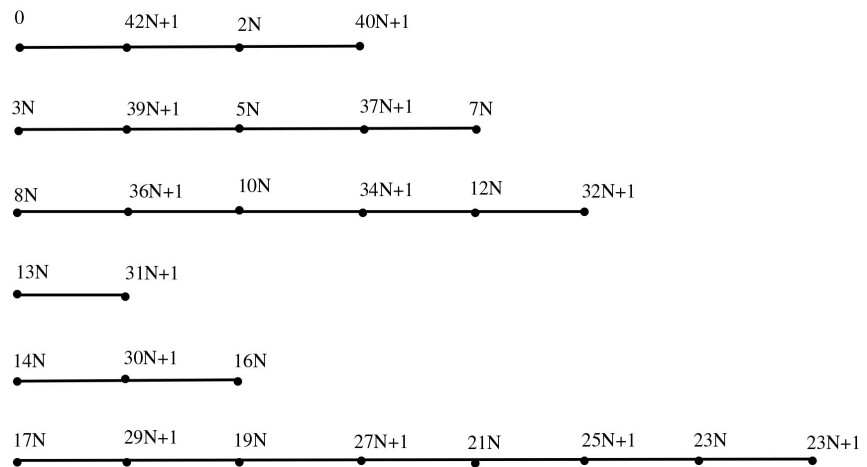 0 42N+1 2N 40N+1
3N 39N+1 5N 37N+1 7N
8N 36N+1 10N 34N+1 12N 32N+1
13N 31N+1
14N 30N+1 16N
17N 29N+1 19N 27N+1 21N 25N+1 23N 23N+1